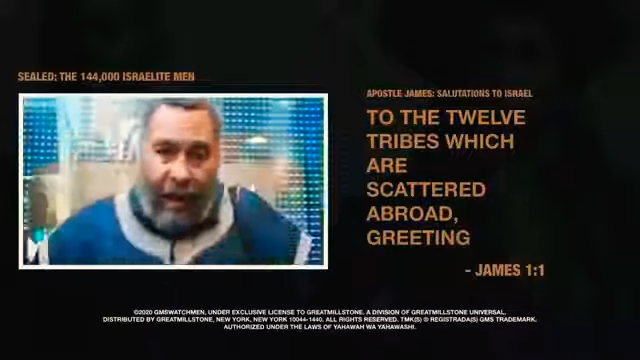 SEALED: THE 144,000 ISRAELITE MEN
APOSTLE JAMES: SALUTATIONS TO ISRAEL
TO THE TWELVE
TRIBES WHICH
ARE
SCATTERED
ABROAD,
GREETING
- JAMES 1:1
©2020 GMSWATCHMEN, UNDER EXCLUSIVE LICENSE TO GREATMILLSTONE. A DIVISION OF GREATMILLSTONE UNIVERSAL.
DISTRIBUTED BY GREATMILLSTONE, NEW YORK, NEW YORK 10044-1440. ALL RIGHTS RESERVED. TMK(S) ® REGISTRADA(S) GMS TRADEMARK.
AUTHORIZED UNDER THE LAWS OF YAHAWAH WA YAHAWASHI.